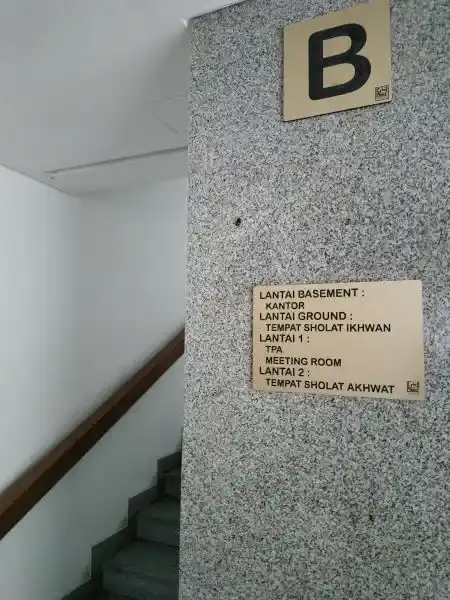 B
LANTAI BASEMENT :
KANTOR
LANTAI GROUND :
TEMPAT SHOLAT IKHWAN
LANTAI 1 :
TPA
MEETING ROOM
LANTAI 2 :
TEMPAT SHOLAT AKHWAT